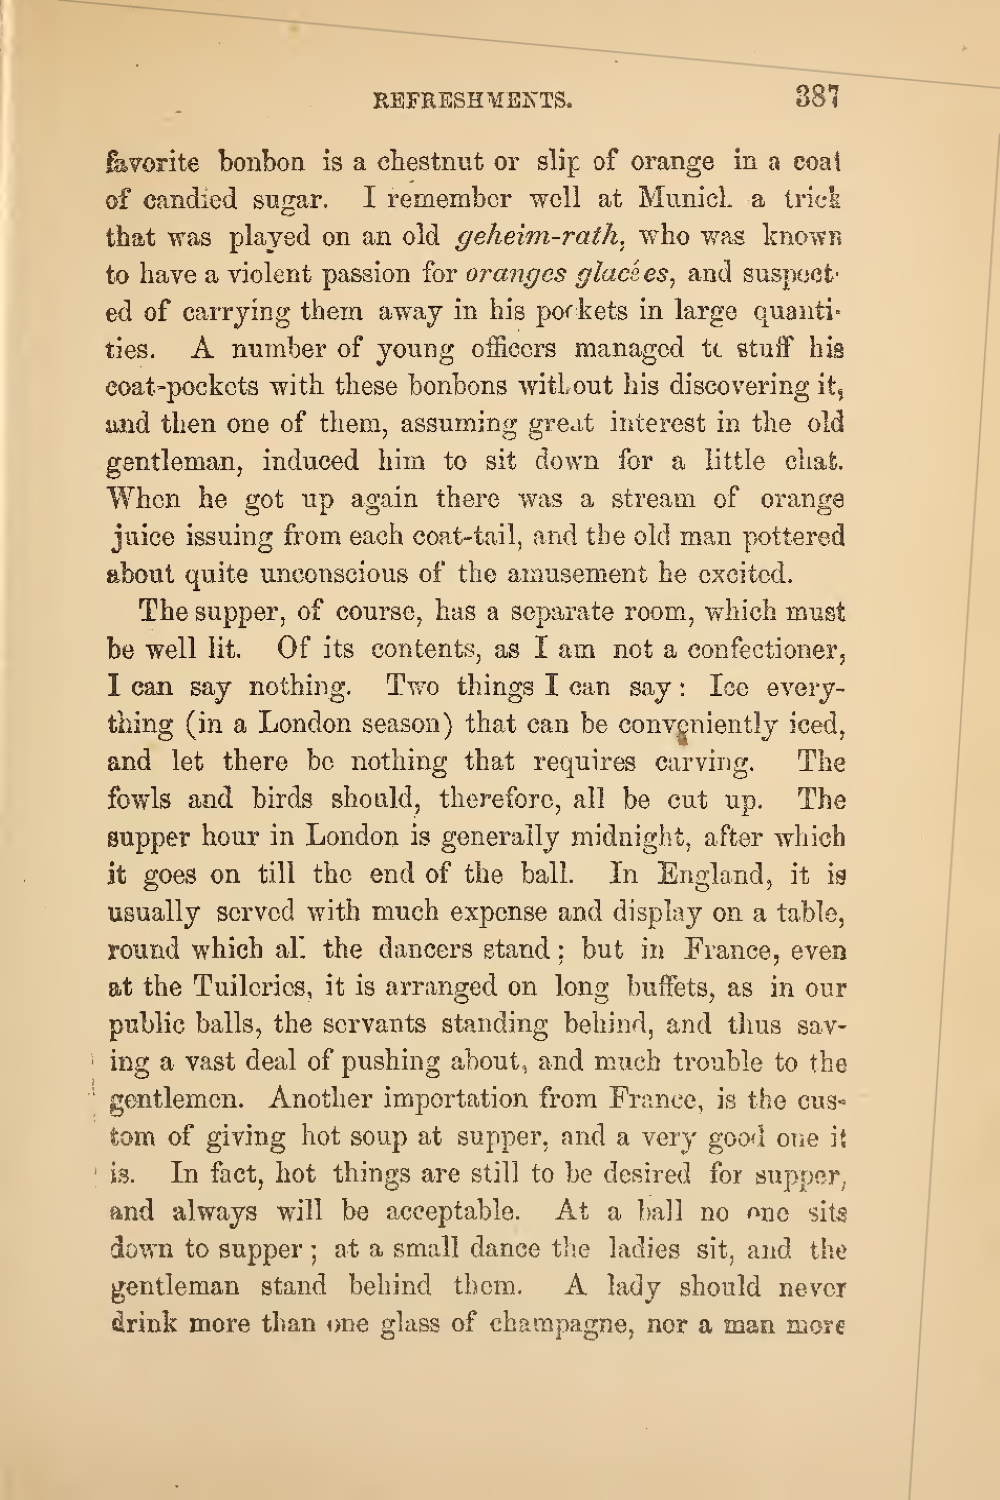 REFRESHMENTS. 387
favorite bonbon is a chestnut or slip of orange in a coat
of candied sugar. I remember well at Munich a trick
that was played on an old geheim-rath, who was known
to have a violent passion for oranges glacées, and suspect-
ed of carrying them away in his pockets in large quanti-
ties. A number of young officers managed to stuff his
coat-pockets with these bonbons without his discovering it,
and then one of them, assuming great interest in the old
gentleman, induced him to sit down for a little chat.
When he got up again there was a stream of orange
juice issuing from each coat-tail, and the old man pottered
about quite unconscious of the amusement he excited.
The supper, of course, has a separate room, which must
be well lit. Of its contents, as I am not a confectioner,
I can say nothing. Two things I can say: Ice every-
thing (in a London season) that can be conveniently iced,
and let there be nothing that requires carving. The
fowls and birds should, therefore, all be cut up. The
supper hour in London is generally midnight, after which
it goes on till the end of the ball. In England, it is
usually served with much expense and display on a table,
round which all the dancers stand; but in France, even
at the Tuileries, it is arranged on long buffets, as in our
public balls, the servants standing behind, and thus sav-
ing a vast deal of pushing about, and much trouble to the
gentlemen. Another importation from France, is the cus-
tom of giving hot soup at supper, and a very good one it
is. In fact, hot things are still to be desired for supper,
and always will be acceptable. At a ball no one sits
down to supper; at a small dance the ladies sit, and the
gentleman stand behind them. A lady should never
drink more than one glass of champagne, nor a man more